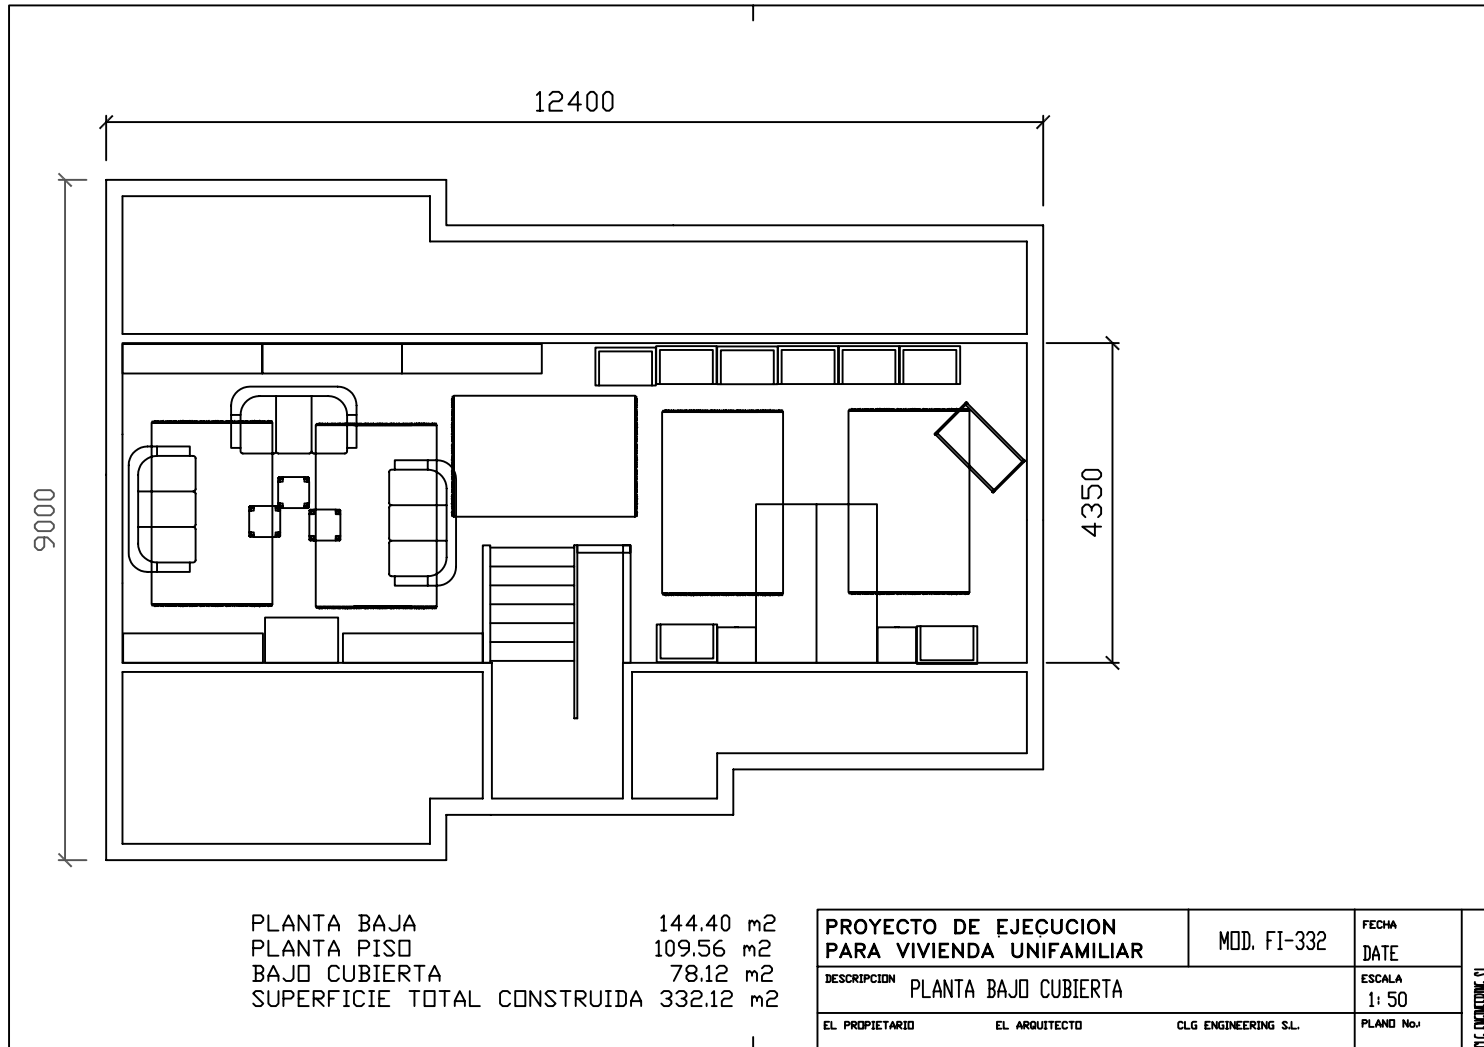 12400
9000
4350
PLANTA BAJA 144.40 m2
PLANTA PISO 109.56 m2
BAJO CUBIERTA 78.12 m2
SUPERFICIE TOTAL CONSTRUIDA 332.12 m2
PROYECTO DE EJECUCION
PARA VIVIENDA UNIFAMILIAR
MOD. FI-332
FECHA
DATE
DESCRIPCION PLANTA BAJO CUBIERTA
ESCALA
1:50
EL PROPIETARIO EL ARQUITECTO CLG ENGINEERING S.L.
PLANO No.: